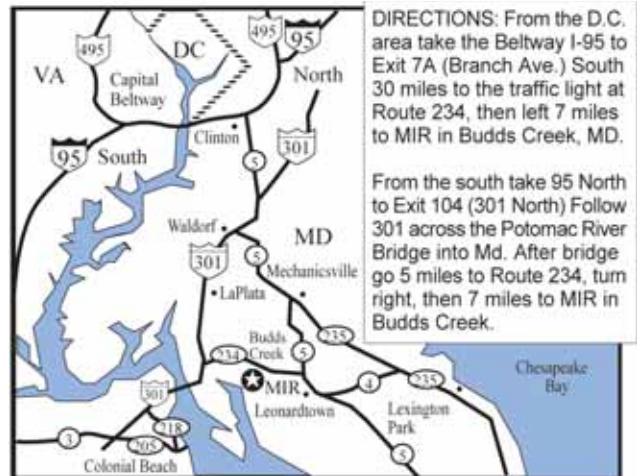 495
DC
495
95
VA
Capital
Beltway
North
Clinton
301
95
South
5
Waldorf
MD
301
5
Mechanicsville
LaPlata
Budds
Creek
235
234
5
MIR
Leonardtown
4
235
Chesapeake
Bay
301
Lexington
Park
218
3
205
5
Colonial Beach
DIRECTIONS: From the D.C.
area take the Beltway I-95 to
Exit 7A (Branch Ave.) South
30 miles to the traffic light at
Route 234, then left 7 miles
to MIR in Budds Creek, MD.
From the south take 95 North
to Exit 104 (301 North) Follow
301 across the Potomac River
Bridge into Md. After bridge
go 5 miles to Route 234, turn
right, then 7 miles to MIR in
Budds Creek.